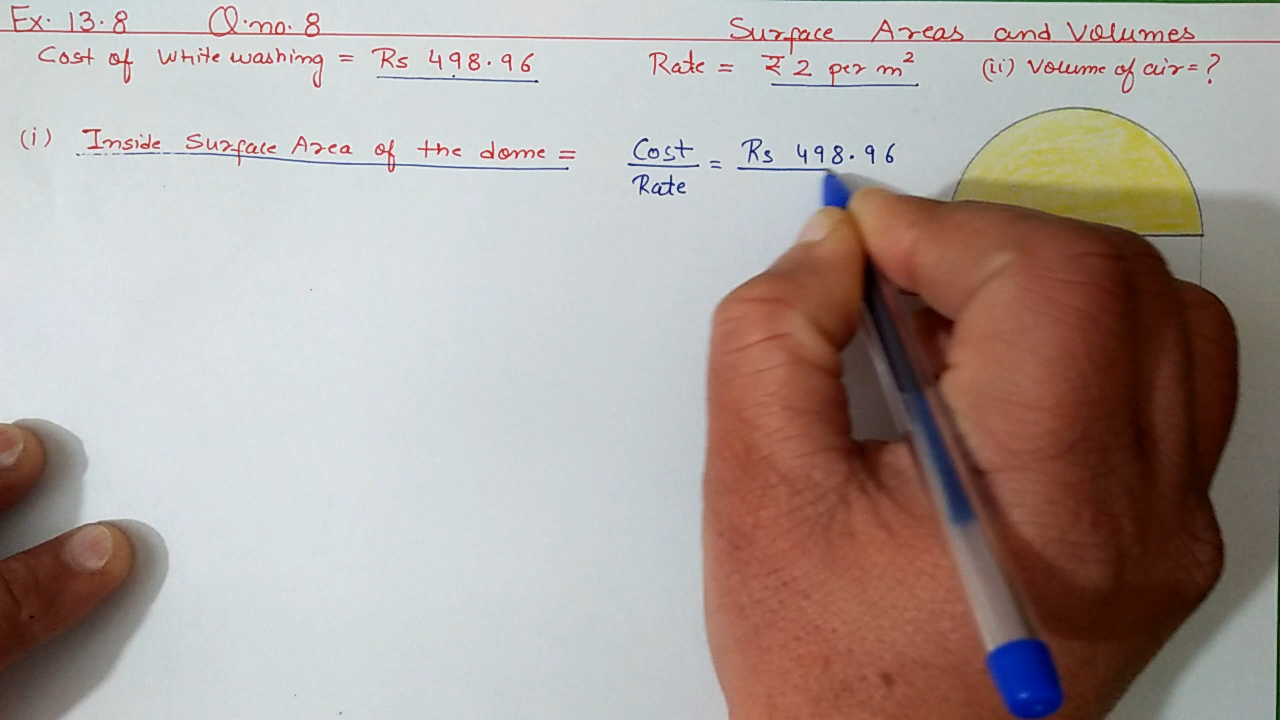 Ex. 13.8 Q.no. 8 Surface Areas and Volumes
Cost of white washing = Rs 498.96 Rate = ₹ 2 per m² (ii) Volume of air = ?
(i) Inside Surface Area of the dome = Cost = Rs 498.96
Rate